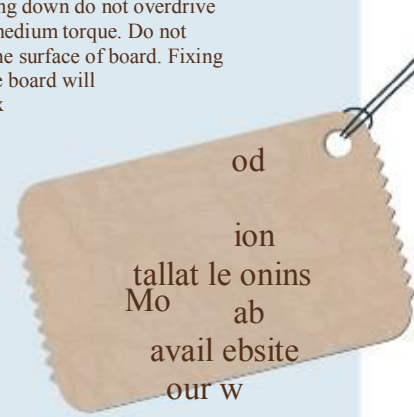 ng down do not overdrive
medium torque. Do not
ne surface of board. Fixing
e board will
x
od
ion
tallat le onins
Mo ab
avail ebsite
our w